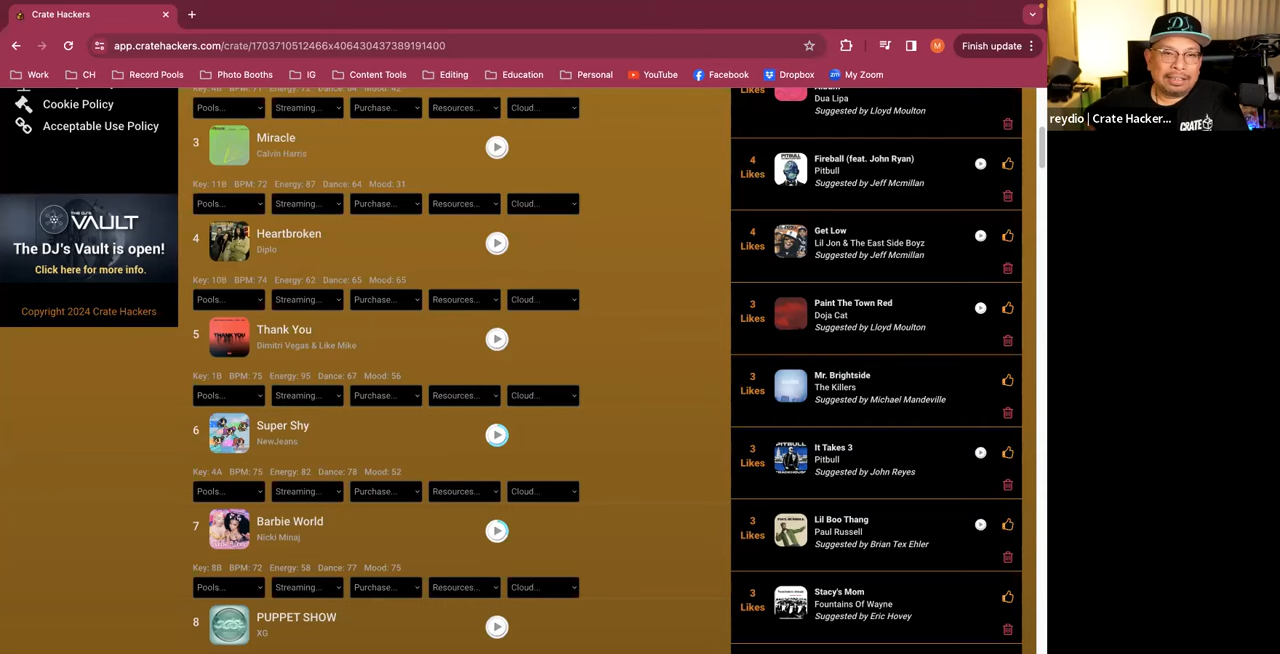 Crate Hackers
app.cratehackers.com/crate/1703710512466x406430437389191400
M
Finish update
Work
CH
Record Pools
Photo Booths
IG
Content Tools
Editing
Education
Personal
YouTube
Facebook
Dropbox
My Zoom
reydio | Crate Hacker...
Cookie Policy
Acceptable Use Policy
THE DJ'S
VAULT
The DJ's Vault is open!
Click here for more info.
Copyright 2024 Crate Hackers
Pools... Streaming... Purchase... Resources... Cloud...
3
Miracle
Calvin Harris
Key: 11B BPM: 72 Energy: 87 Dance: 64 Mood: 31
Pools... Streaming... Purchase... Resources... Cloud...
4
Heartbroken
Diplo
Key: 10B BPM: 74 Energy: 62 Dance: 65 Mood: 65
Pools... Streaming... Purchase... Resources... Cloud...
5
THANK YOU
Thank You
Dimitri Vegas & Like Mike
Key: 1B BPM: 75 Energy: 95 Dance: 67 Mood: 56
Pools... Streaming... Purchase... Resources... Cloud...
6
Super Shy
NewJeans
Key: 4A BPM: 75 Energy: 82 Dance: 78 Mood: 52
Pools... Streaming... Purchase... Resources... Cloud...
7
Barbie World
Nicki Minaj
Key: 8B BPM: 72 Energy: 58 Dance: 77 Mood: 75
Pools... Streaming... Purchase... Resources... Cloud...
8
PUPPET SHOW
XG
Likes
Dua Lipa
Suggested by Lloyd Moulton
4
Likes
PITBULL
Fireball (feat. John Ryan)
Pitbull
Suggested by Jeff Mcmillan
4
Likes
Get Low
Lil Jon & The East Side Boyz
Suggested by Jeff Mcmillan
3
Likes
Paint The Town Red
Doja Cat
Suggested by Lloyd Moulton
3
Likes
Mr. Brightside
The Killers
Suggested by Michael Mandeville
3
Likes
PITBULL
It Takes 3
Pitbull
Suggested by John Reyes
3
Likes
Lil Boo Thang
Paul Russell
Suggested by Brian Tex Ehler
3
Likes
Stacy's Mom
Fountains Of Wayne
Suggested by Eric Hovey
CRATE